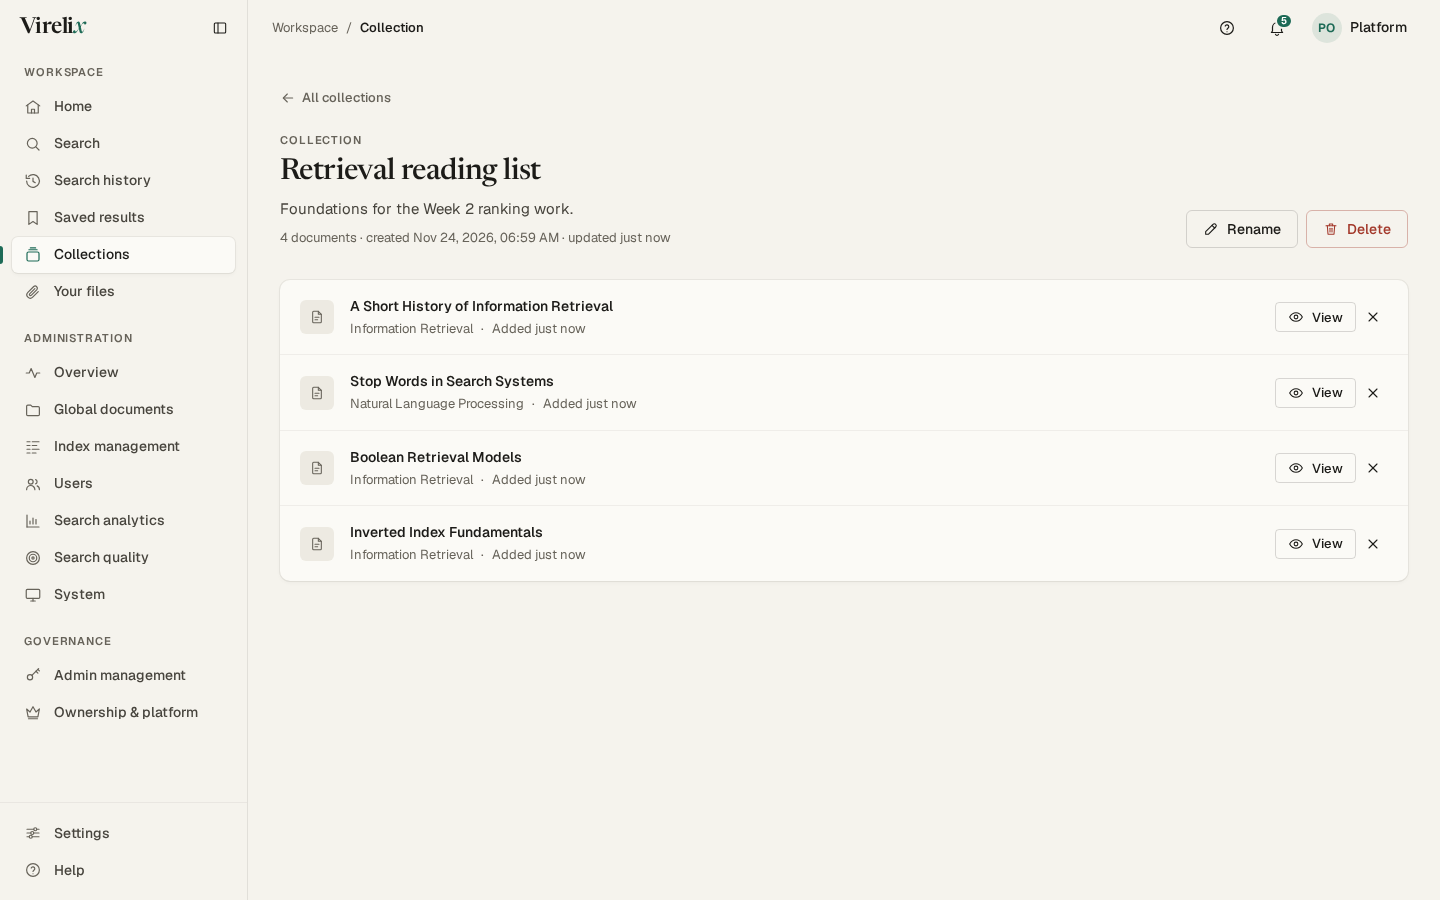 Virelix
Workspace / Collection
5
PO
Platform
WORKSPACE
Home
Search
Search history
Saved results
Collections
Your files
ADMINISTRATION
Overview
Global documents
Index management
Users
Search analytics
Search quality
System
GOVERNANCE
Admin management
Ownership & platform
Settings
Help
All collections
COLLECTION
Retrieval reading list
Foundations for the Week 2 ranking work.
4 documents · created Nov 24, 2026, 06:59 AM · updated just now
Rename
Delete
A Short History of Information Retrieval
Information Retrieval · Added just now
View
Stop Words in Search Systems
Natural Language Processing · Added just now
View
Boolean Retrieval Models
Information Retrieval · Added just now
View
Inverted Index Fundamentals
Information Retrieval · Added just now
View